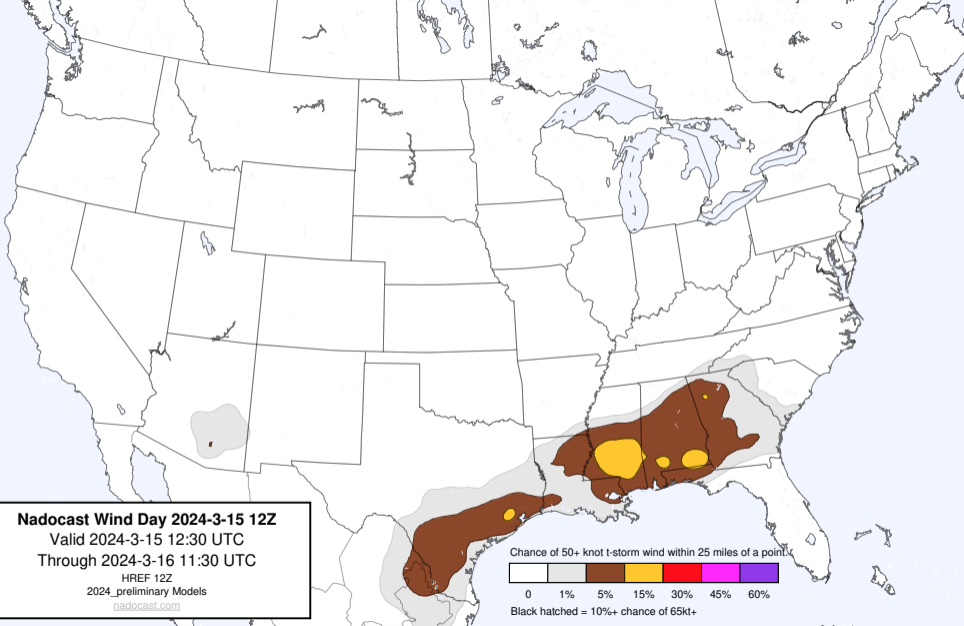 Nadocast Wind Day 2024-3-15 12Z
Valid 2024-3-15 12:30 UTC
Through 2024-3-16 11:30 UTC
HREF 12Z
2024_preliminary Models
nadocast.com
Chance of 50+ knot t-storm wind within 25 miles of a point.
0 1% 5% 15% 30% 45% 60%
Black hatched = 10%+ chance of 65kt+